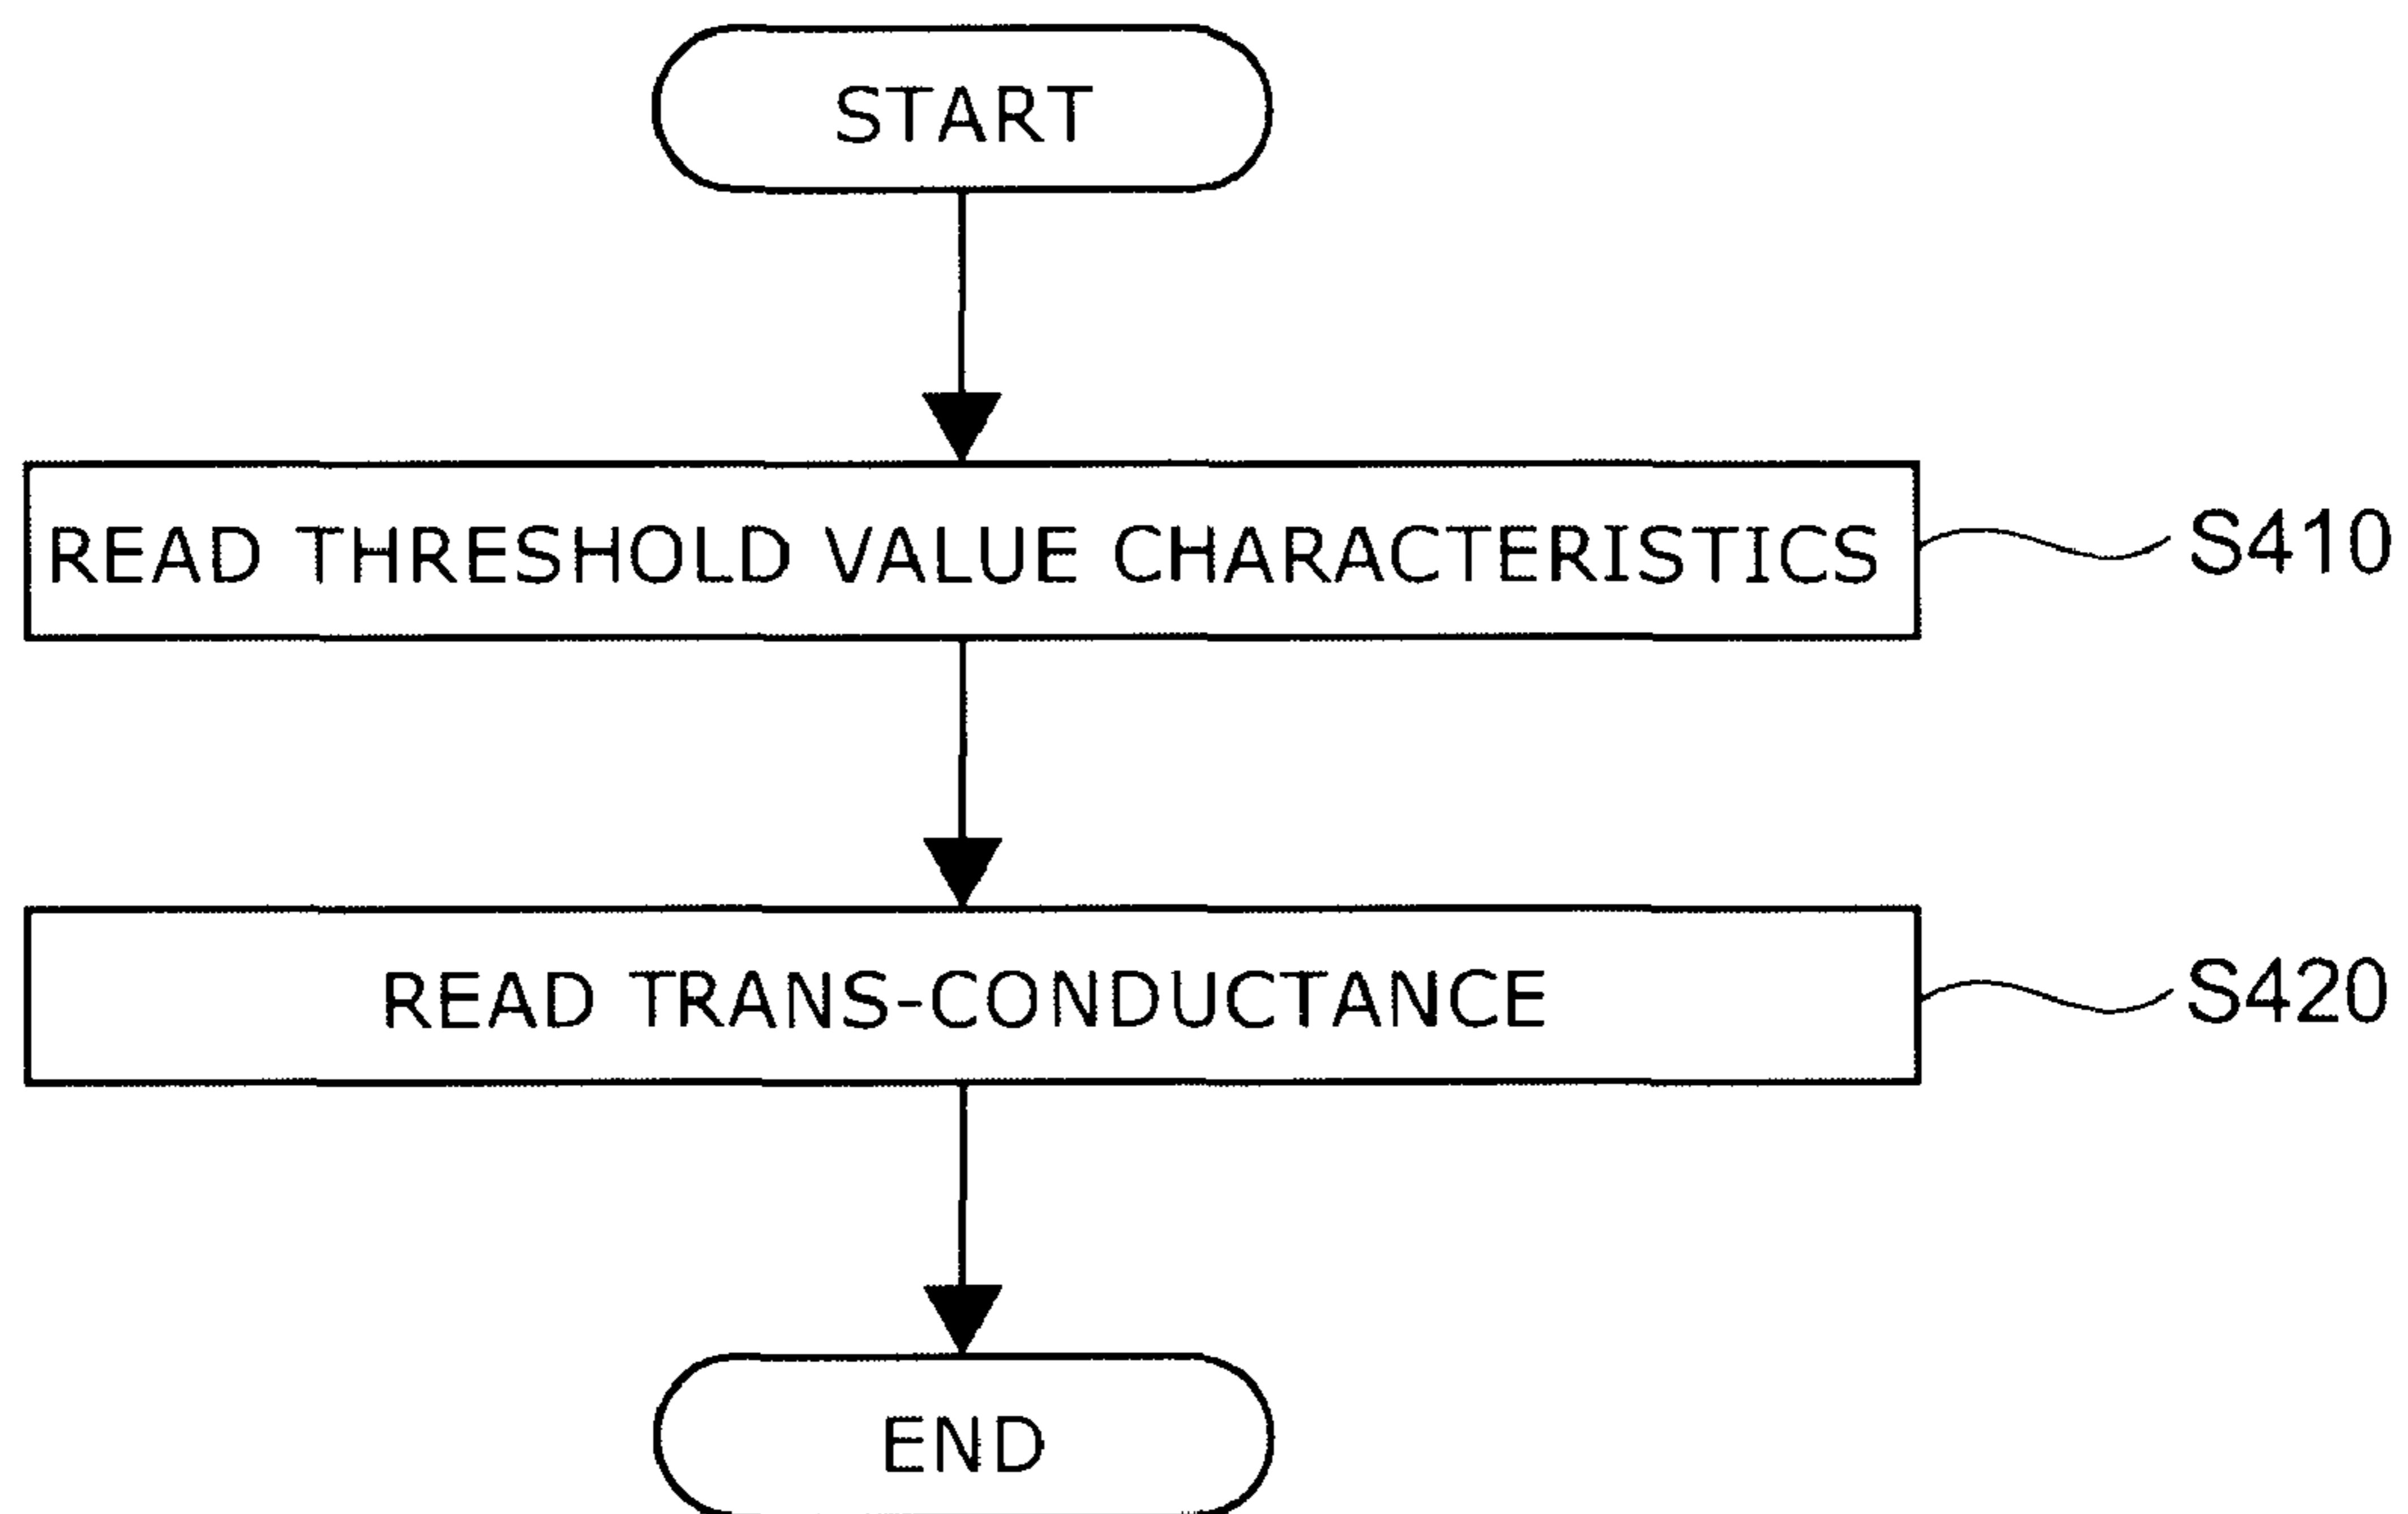 START
READ THRESHOLD VALUE CHARACTERISTICS
S410
READ TRANS-CONDUCTANCE
S420
END